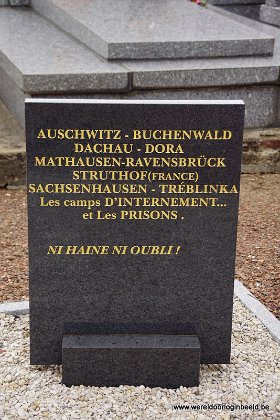 AUSCHWITZ - BUCHENWALD
DACHAU - DORA
MATHAUSEN-RAVENSBRÜCK
STRUTHOF(FRANCE)
SACHSENHAUSEN - TRÉBLINKA
Les camps D'INTERNEMENT...
et Les PRISONS .
NI HAINE NI OUBLI !
www.wereldoorloginbeeld.be